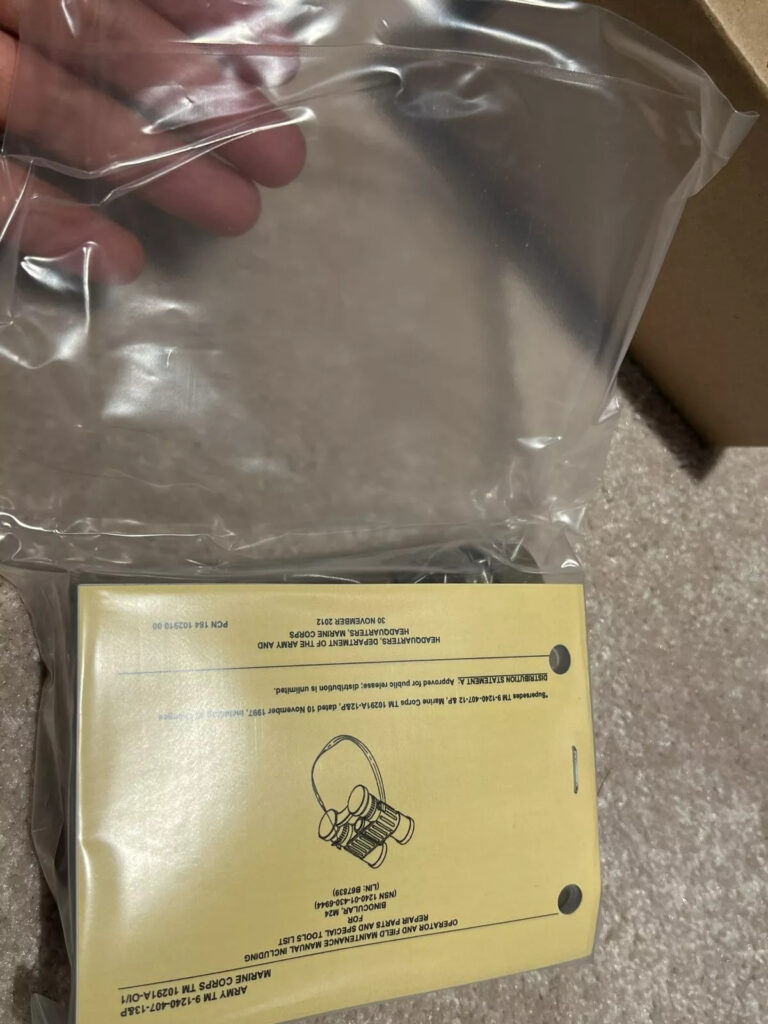 ARMY TM 9-1240-407-13&P
MARINE CORPS TM 10291A-OI/1
OPERATOR AND FIELD MAINTENANCE MANUAL INCLUDING
REPAIR PARTS AND SPECIAL TOOLS LIST
FOR
BINOCULAR, M24
(NSN 1240-01-430-6944)
(LIN: B67839)
*Supersedes TM 9-1240-407-12 &P, Marine Corps TM 10291A-12&P, dated 10 November 1997, including all changes
DISTRIBUTION STATEMENT A: Approved for public release; distribution is unlimited.
HEADQUARTERS, DEPARTMENT OF THE ARMY AND
HEADQUARTERS, MARINE CORPS
30 NOVEMBER 2012
PCN 184 102910 00